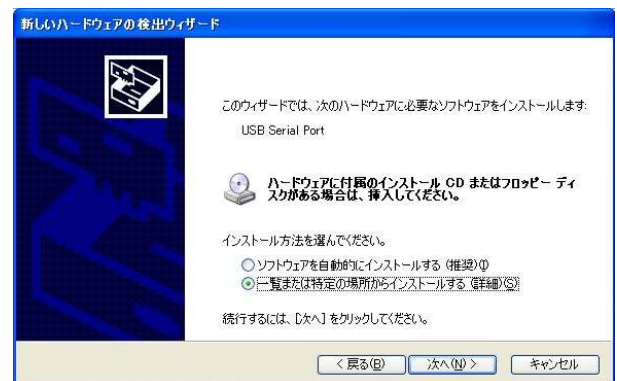 新しいハードウェアの検出ウィザード
このウィザードでは、次のハードウェアに必要なソフトウェアをインストールします:
USB Serial Port
ハードウェアに付属のインストール CD またはフロッピー ディ
スクがある場合は、挿入してください。
インストール方法を選んでください。
ソフトウェアを自動的にインストールする (推奨)(I)
一覧または特定の場所からインストールする (詳細)(S)
続行するには、[次へ] をクリックしてください。
< 戻る(B) 次へ(N) > キャンセル